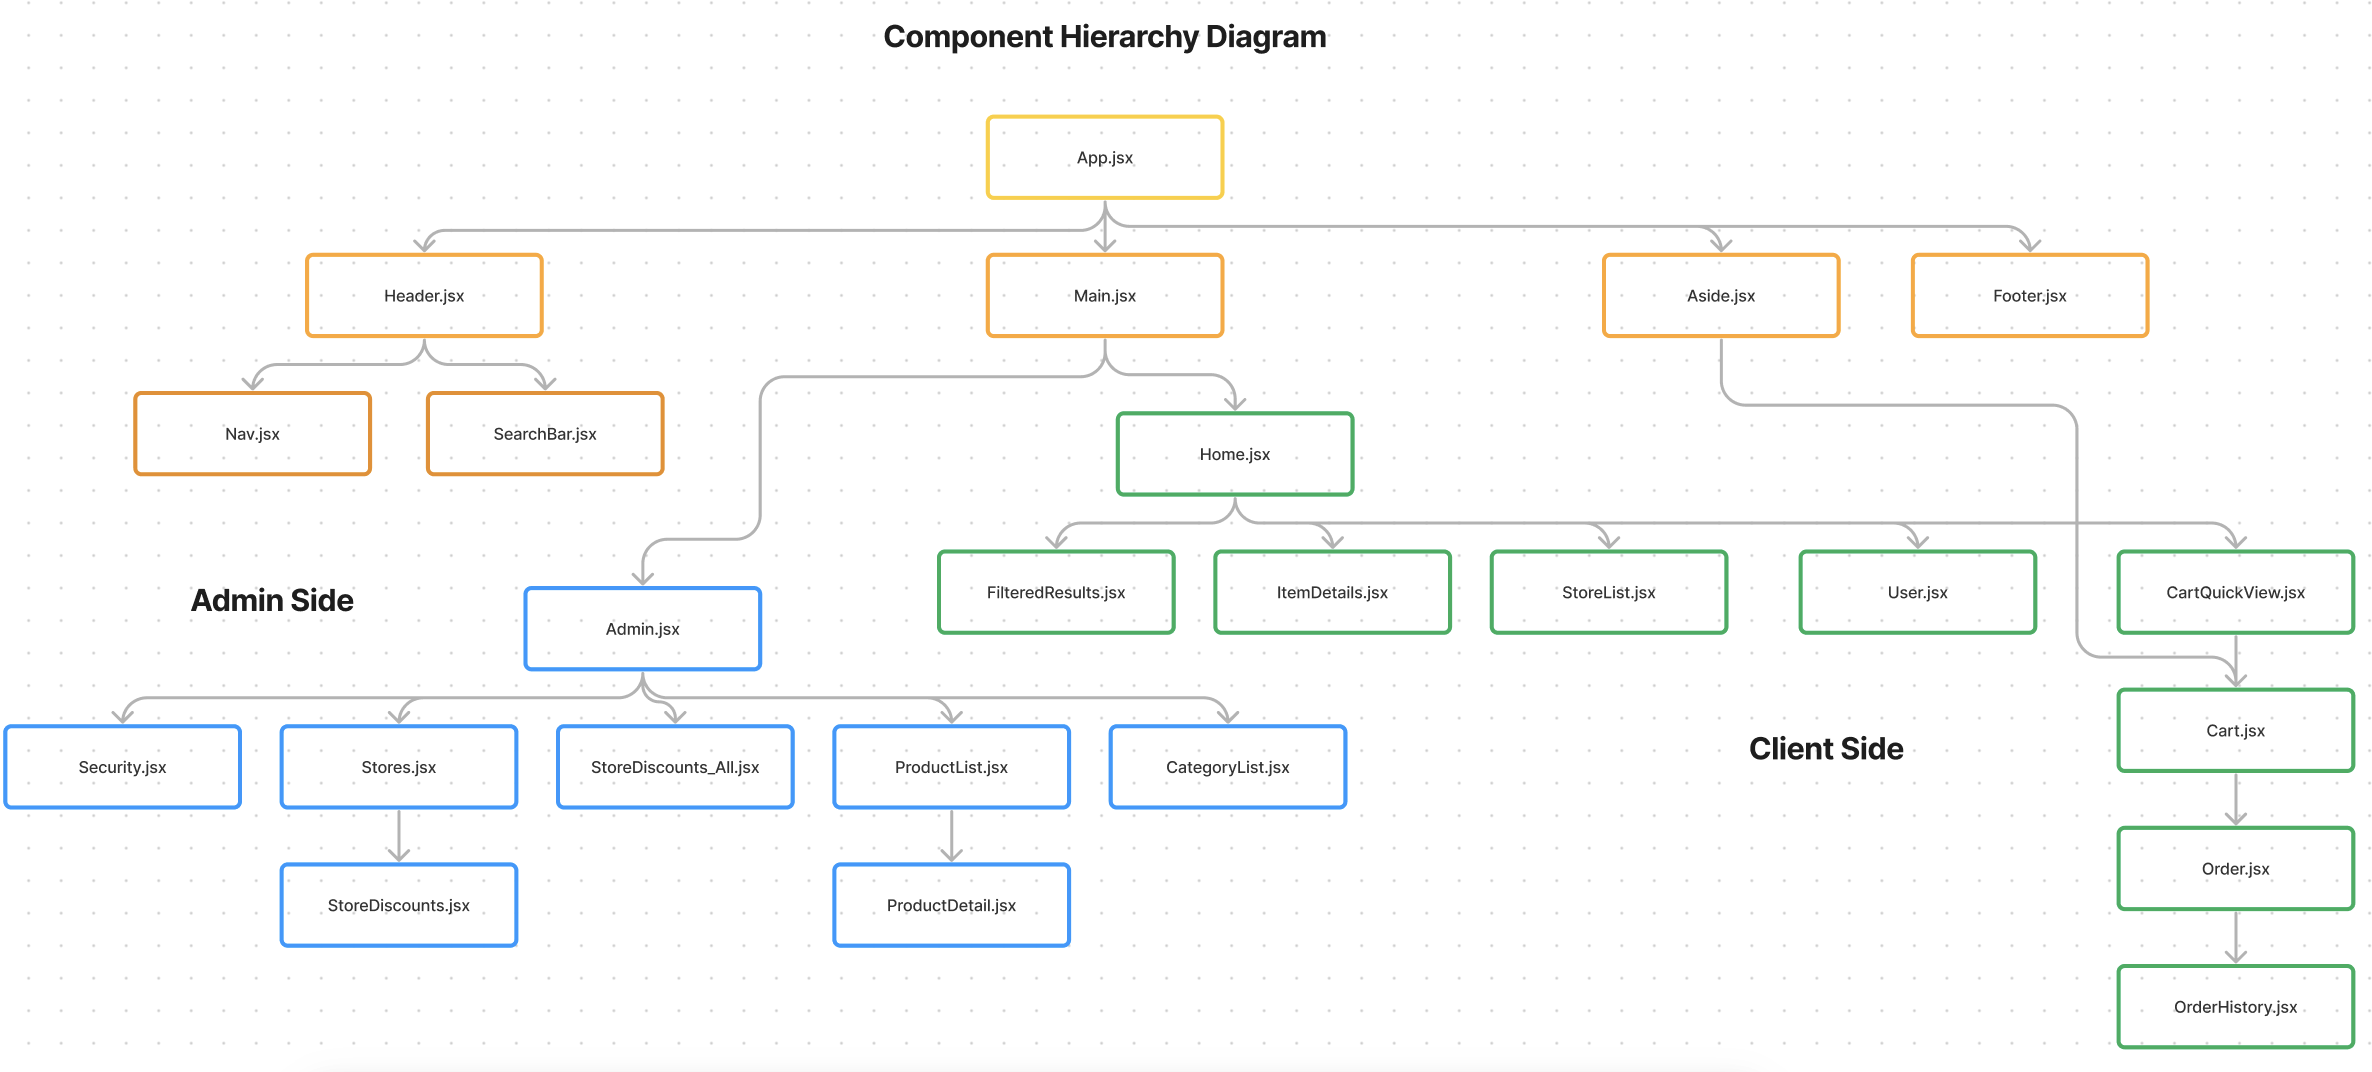 Component Hierarchy Diagram
App.jsx
Header.jsx
Main.jsx
Aside.jsx
Footer.jsx
Nav.jsx
SearchBar.jsx
Home.jsx
Admin Side
Admin.jsx
FilteredResults.jsx
ItemDetails.jsx
StoreList.jsx
User.jsx
CartQuickView.jsx
Client Side
Cart.jsx
Security.jsx
Stores.jsx
StoreDiscounts_All.jsx
ProductList.jsx
CategoryList.jsx
Order.jsx
StoreDiscounts.jsx
ProductDetail.jsx
OrderHistory.jsx